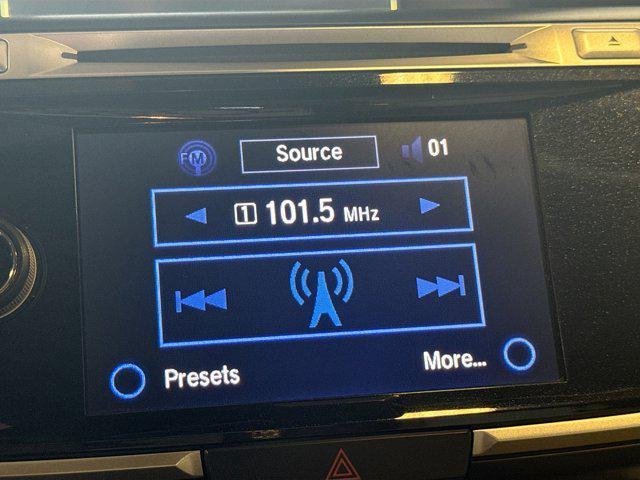 FM Source 01
1 101.5 MHz
Presets More...